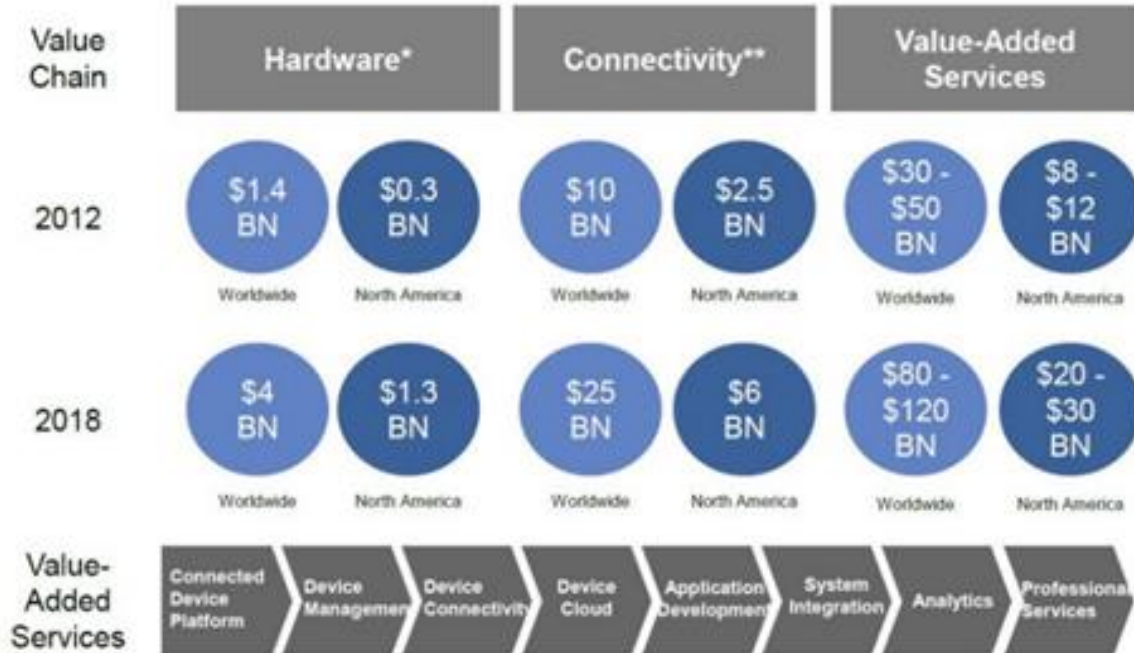 Value
Chain
Hardware*
Connectivity**
Value-Added
Services
2012
$1.4
BN
$0.3
BN
$10
BN
$2.5
BN
$30 -
$50
BN
$8 -
$12
BN
Worldwide
North America
Worldwide
North America
Worldwide
North America
2018
$4
BN
$1.3
BN
$25
BN
$6
BN
$80 -
$120
BN
$20 -
$30
BN
Worldwide
North America
Worldwide
North America
Worldwide
North America
Value-
Added
Services
Connected
Device
Platform
Device
Management
Device
Connectivity
Device
Cloud
Application
Development
System
Integration
Analytics
Professional
Services